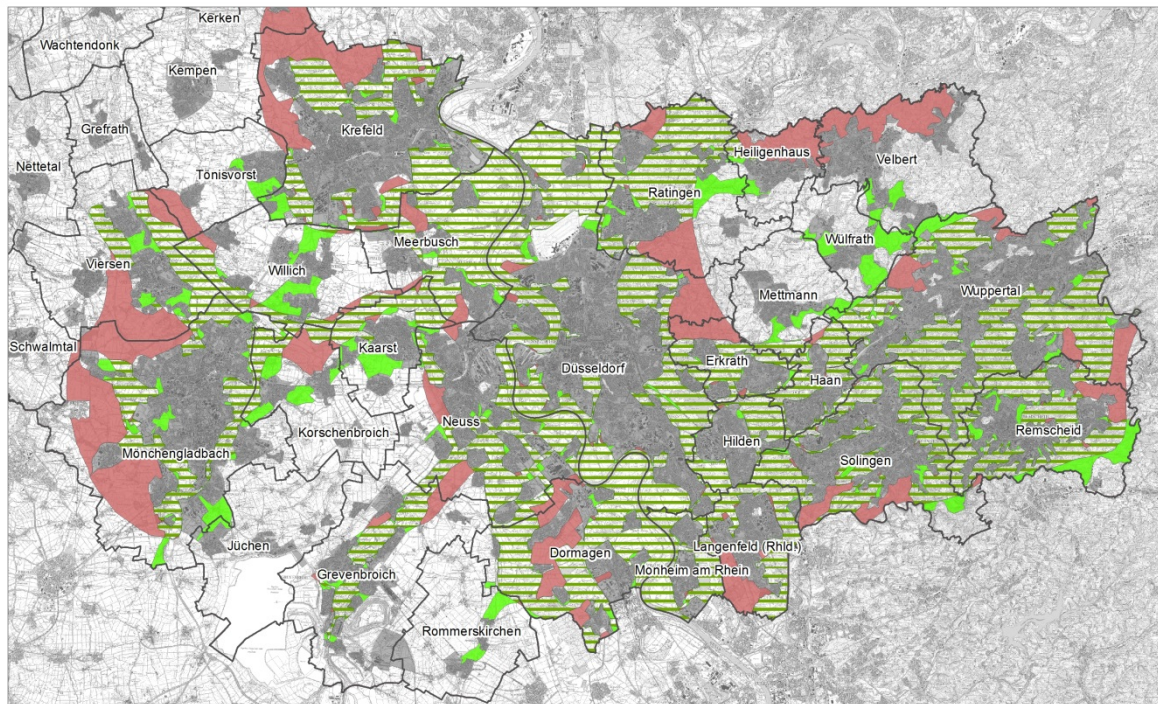 Kerken
Wachtendonk
Kempen
Grefrath
Krefeld
Heiligenhaus
Velbert
Nettetal
Tönisvorst
Ratingen
Meerbusch
Wülfrath
Viersen
Willich
Mettmann
Wuppertal
Schwalmtal
Kaarst
Erkrath
Düsseldorf
Haan
Korschenbroich
Neuss
Hilden
Remscheid
Mönchengladbach
Solingen
Jüchen
Dormagen
Langenfeld (Rhld.)
Grevenbroich
Monheim am Rhein
Rommerskirchen